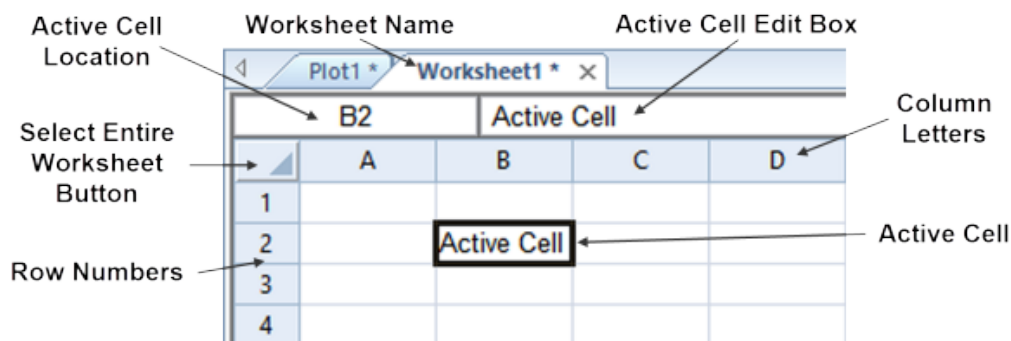 Active Cell
Location
Worksheet Name
Active Cell Edit Box
Plot1 *
Worksheet1 *
B2
Active Cell
Column
Letters
Select Entire
Worksheet
Button
A
B
C
D
1
2
Active Cell
Active Cell
Row Numbers
3
4